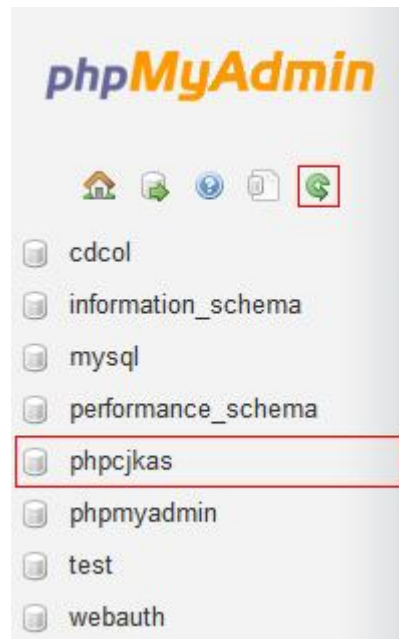 phpMyAdmin
cdcol
information_schema
mysql
performance_schema
phpcjkas
phpmyadmin
test
webauth